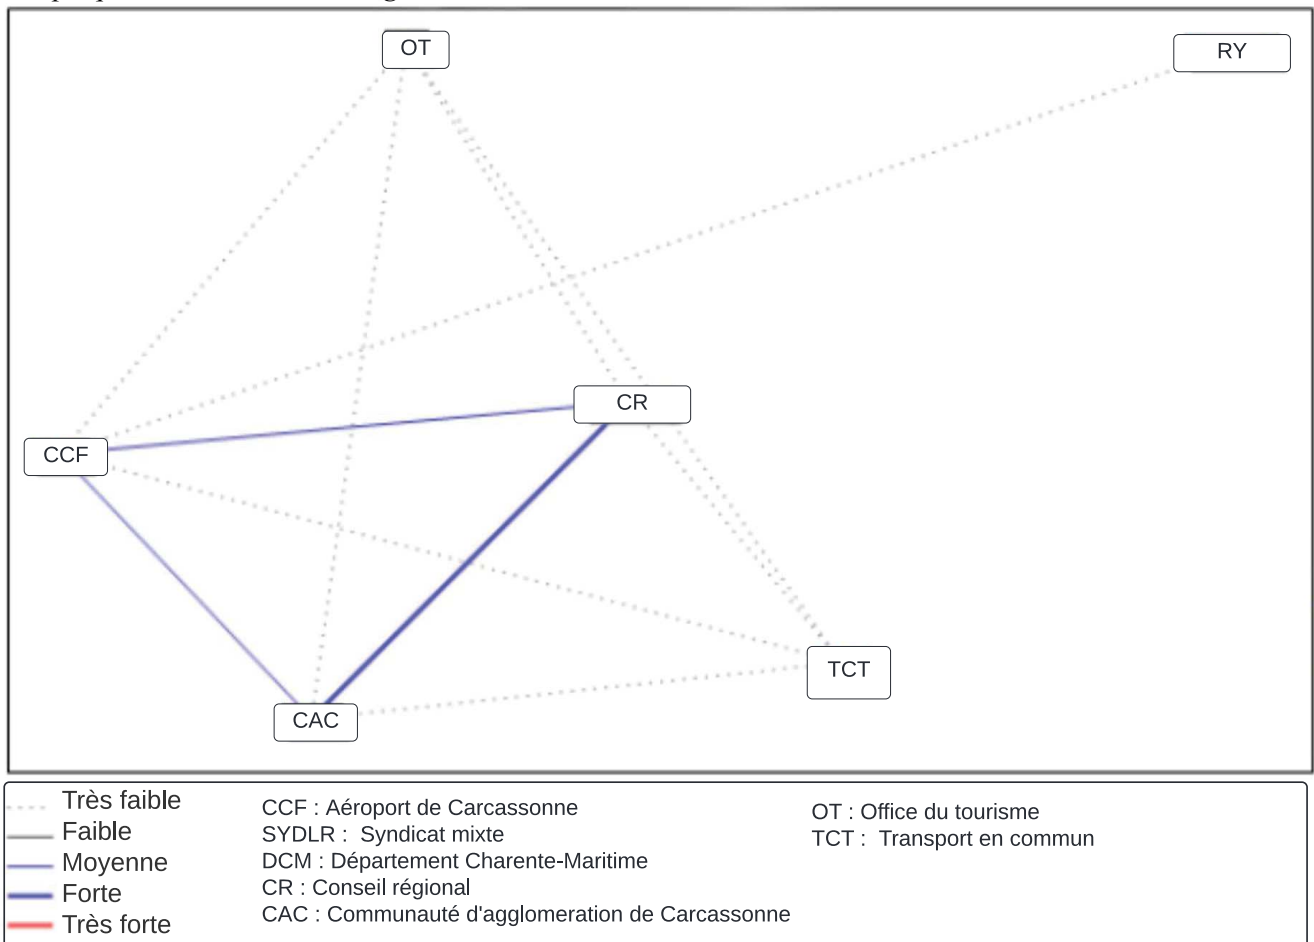 OT
RY
CR
CCF
TCT
CAC
Très faible
Faible
Moyenne
Forte
Très forte
CCF : Aéroport de Carcassonne
SYDLR : Syndicat mixte
DCM : Département Charente-Maritime
CR : Conseil régional
CAC : Communauté d'agglomeration de Carcassonne
OT : Office du tourisme
TCT : Transport en commun